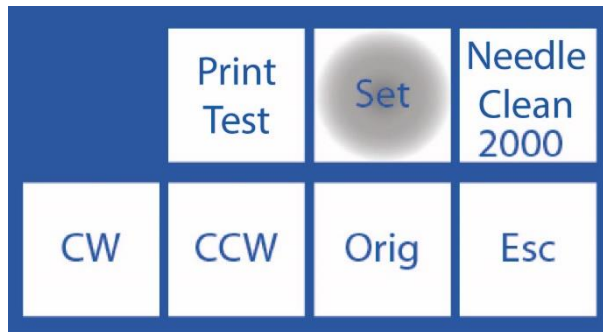 Print
Test
Set
Needle
Clean
2000
CW
CCW
Orig
Esc